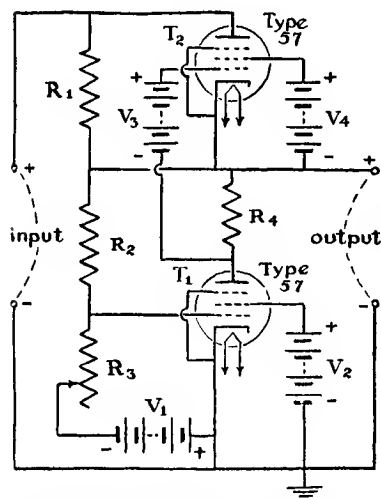 T2 Type
57
R1
+ +
V3 V4
- -
+ +
R4
input R2 output
T1 Type
57
+
R3 V2
V1
- + -
- -